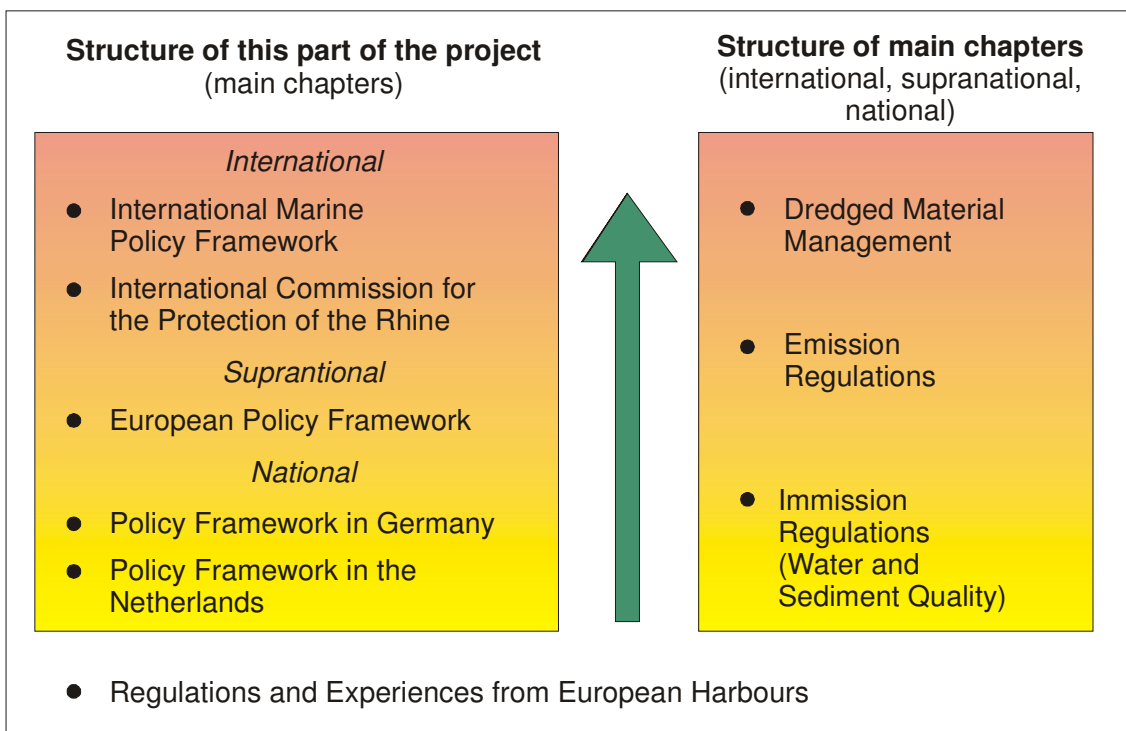 Structure of this part of the project
(main chapters)
International
● International Marine
Policy Framework
● International Commission for
the Protection of the Rhine
Suprantional
● European Policy Framework
National
● Policy Framework in Germany
● Policy Framework in the
Netherlands
Structure of main chapters
(international, supranational,
national)
● Dredged Material
Management
● Emission
Regulations
● Immission
Regulations
(Water and
Sediment Quality)
● Regulations and Experiences from European Harbours